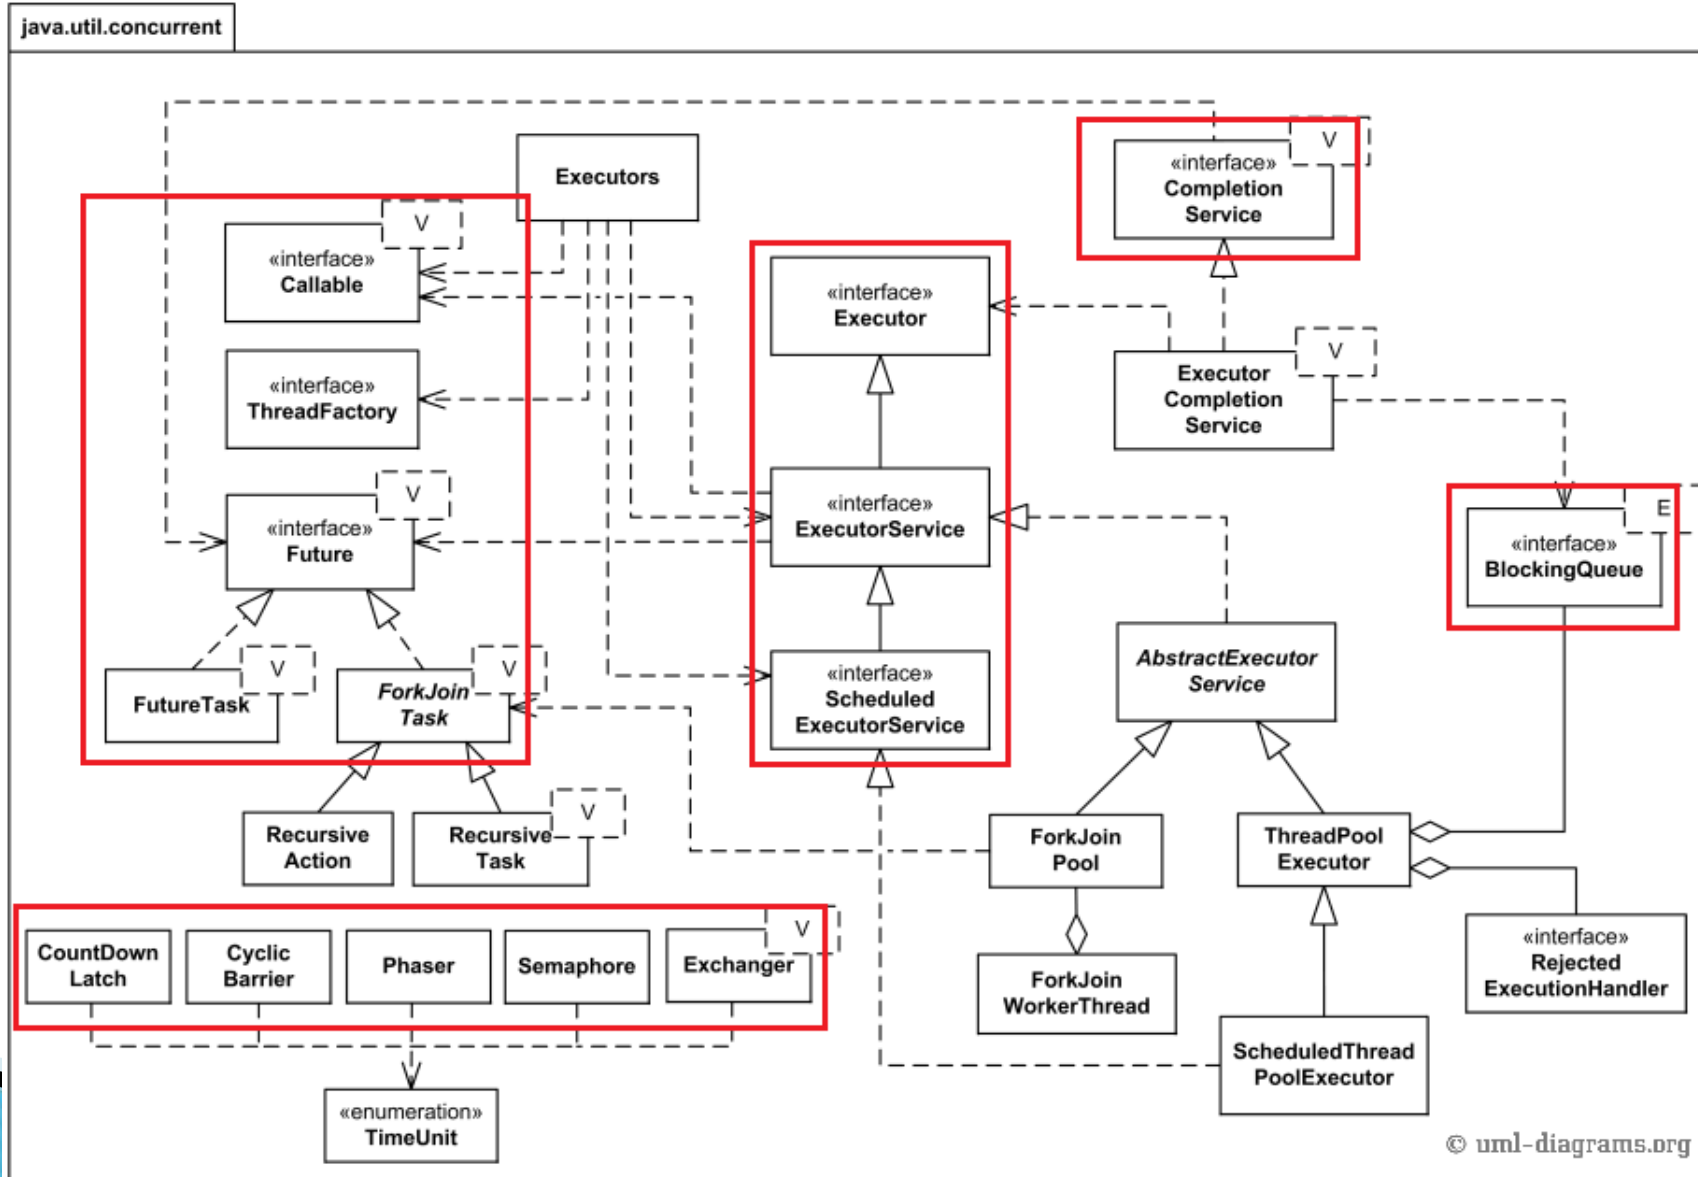 java.util.concurrent
V
«interface»
Completion
Service
Executors
V
«interface»
Callable
«interface»
Executor
V
Executor
Completion
Service
«interface»
ThreadFactory
V
«interface»
Future
«interface»
ExecutorService
E
«interface»
BlockingQueue
V
FutureTask
V
ForkJoin
Task
«interface»
Scheduled
ExecutorService
AbstractExecutor
Service
Recursive
Action
V
Recursive
Task
ForkJoin
Pool
ThreadPool
Executor
CountDown
Latch
Cyclic
Barrier
Phaser
Semaphore
V
Exchanger
ForkJoin
WorkerThread
«interface»
Rejected
ExecutionHandler
ScheduledThread
PoolExecutor
«enumeration»
TimeUnit
© uml-diagrams.org